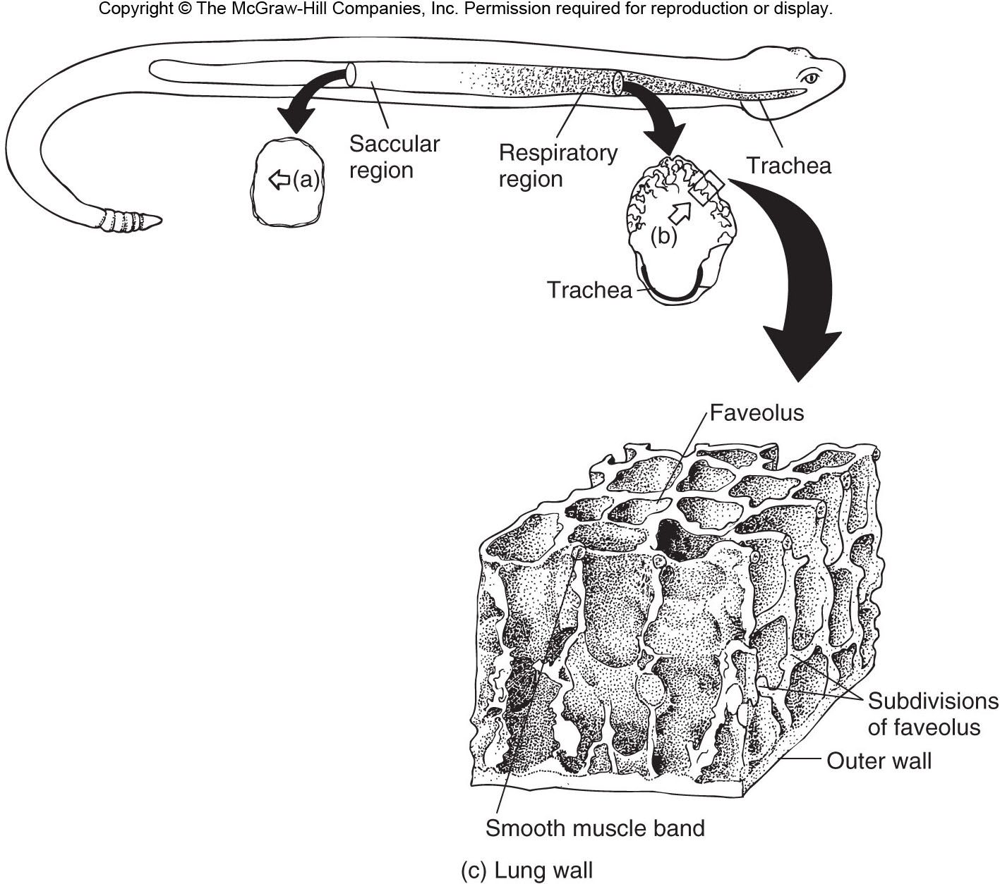 Copyright © The McGraw-Hill Companies, Inc. Permission required for reproduction or display.
Saccular
region
Respiratory
region
Trachea
(a)
(b)
Trachea
Faveolus
Subdivisions
of faveolus
Outer wall
Smooth muscle band
(c) Lung wall